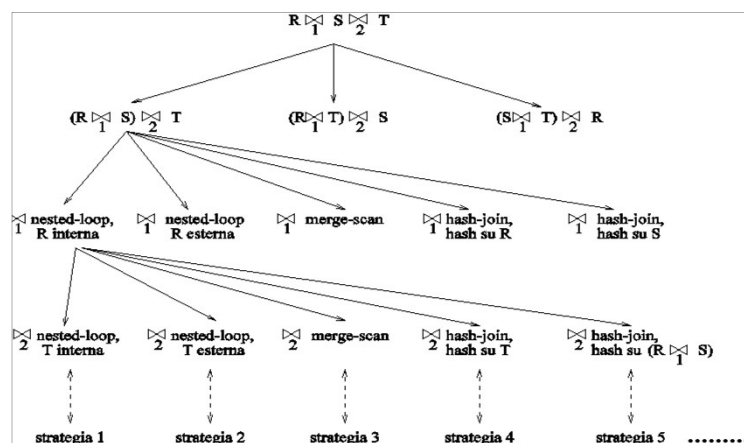 R ⋈1 S ⋈2 T
(R ⋈1 S) ⋈2 T
(R ⋈1 T) ⋈2 S
(S ⋈1 T) ⋈2 R
⋈1 nested-loop,
R interna
⋈1 nested-loop
R esterna
⋈1 merge-scan
⋈1 hash-join,
hash su R
⋈1 hash-join,
hash su S
⋈2 nested-loop,
T interna
⋈2 nested-loop,
T esterna
⋈2 merge-scan
⋈2 hash-join,
hash su T
⋈2 hash-join,
hash su (R ⋈1 S)
strategia 1
strategia 2
strategia 3
strategia 4
strategia 5
........